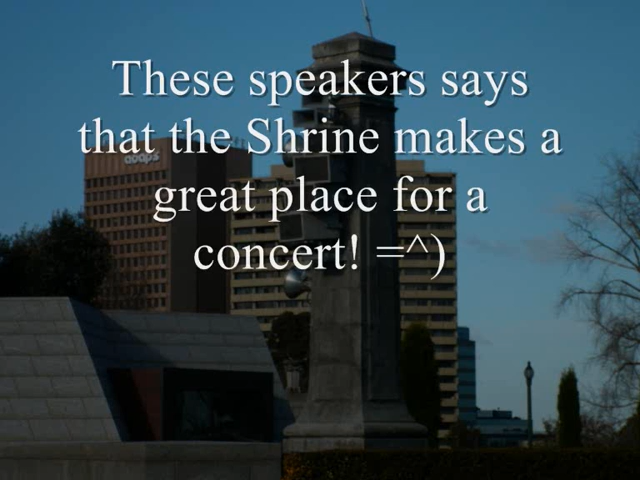 These speakers says
that the Shrine makes a
great place for a
concert! =^)